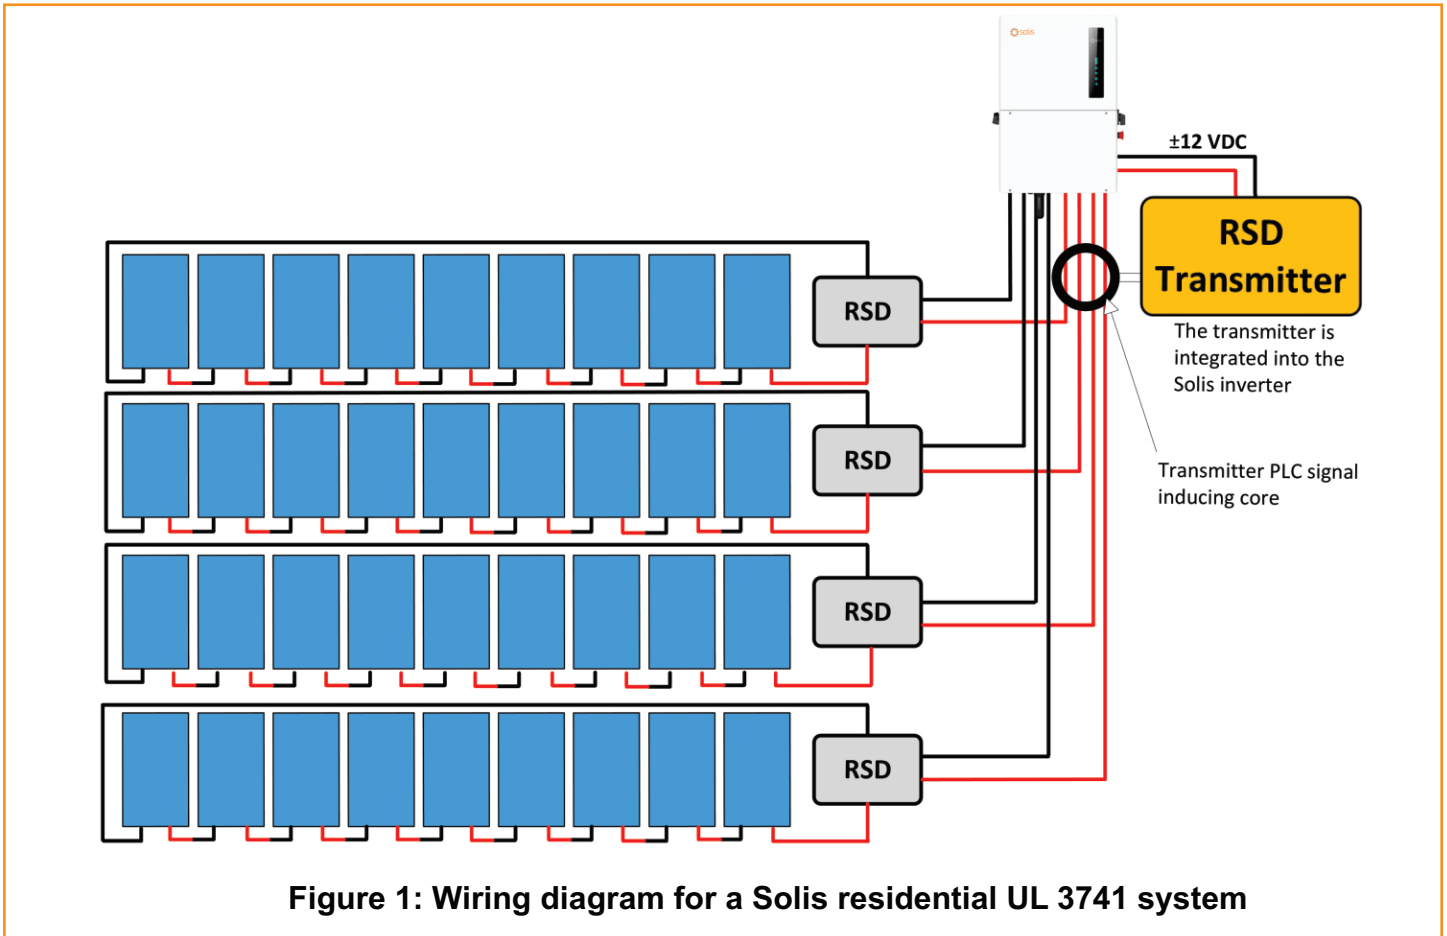 solis
±12 VDC
RSD
Transmitter
The transmitter is
integrated into the
Solis inverter
Transmitter PLC signal
inducing core
RSD
RSD
RSD
RSD
Figure 1: Wiring diagram for a Solis residential UL 3741 system